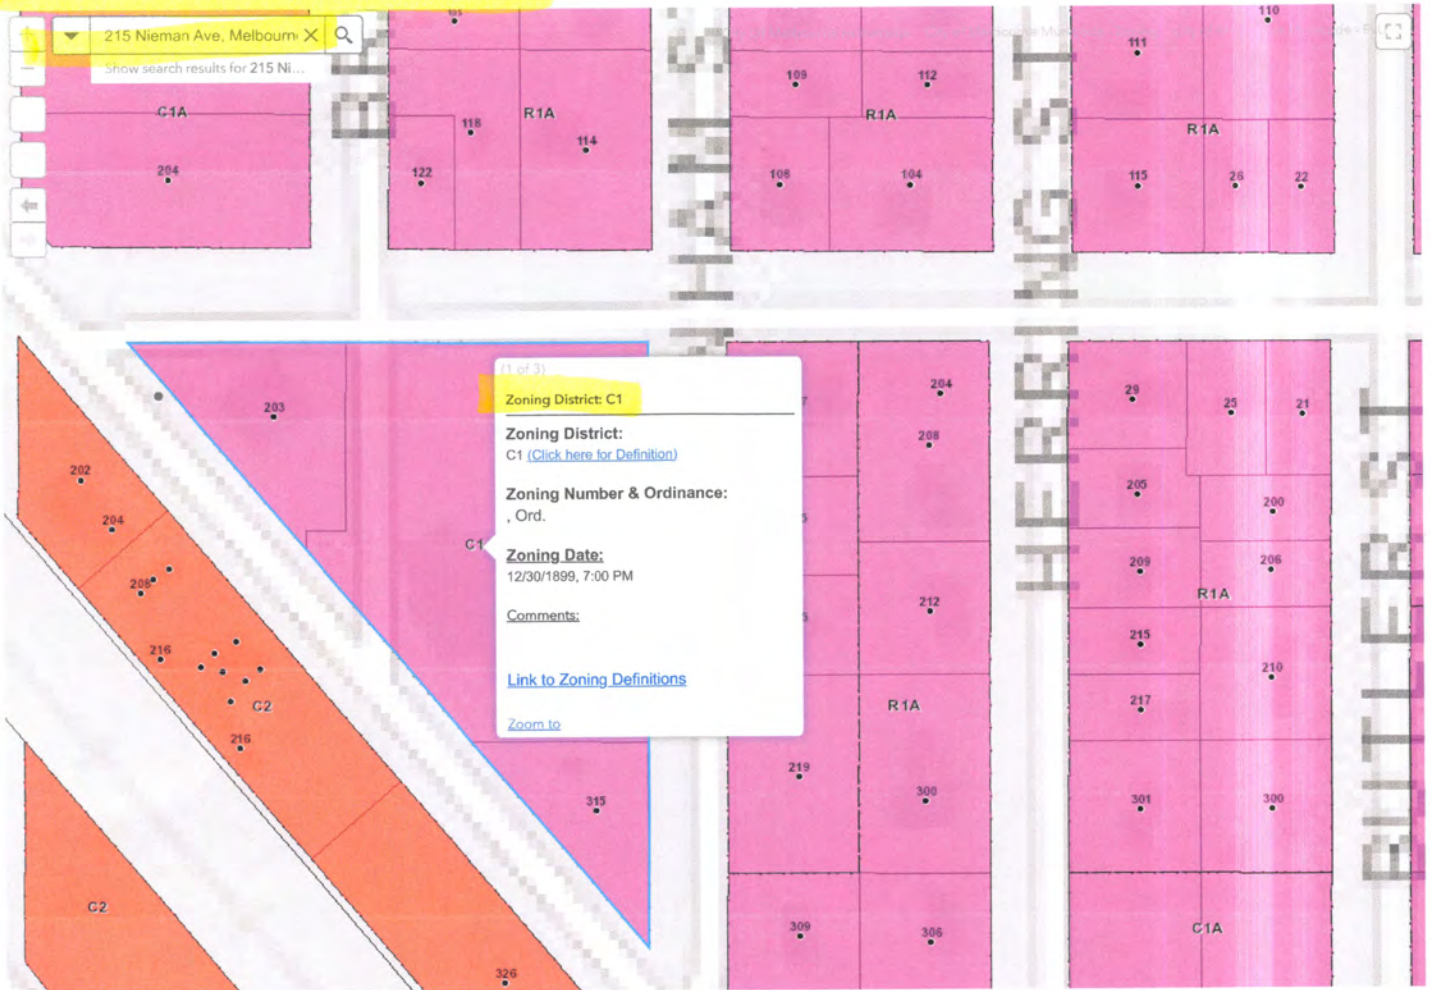 215 Nieman Ave, Melbourn
Show search results for 215 Ni...
110
111
109
112
C1A
118
R1A
114
R1A
R1A
204
122
108
104
115
26
22
HERRING ST
BUTLER ST
(1 of 3)
Zoning District: C1
Zoning District:
C1 (Click here for Definition)
Zoning Number & Ordinance:
, Ord.
Zoning Date:
12/30/1899, 7:00 PM
Comments:
Link to Zoning Definitions
Zoom to
203
C1
202
204
208
216
C2
216
315
C2
326
204
208
212
R1A
219
300
309
306
29
25
21
205
200
209
206
R1A
215
210
217
301
300
C1A